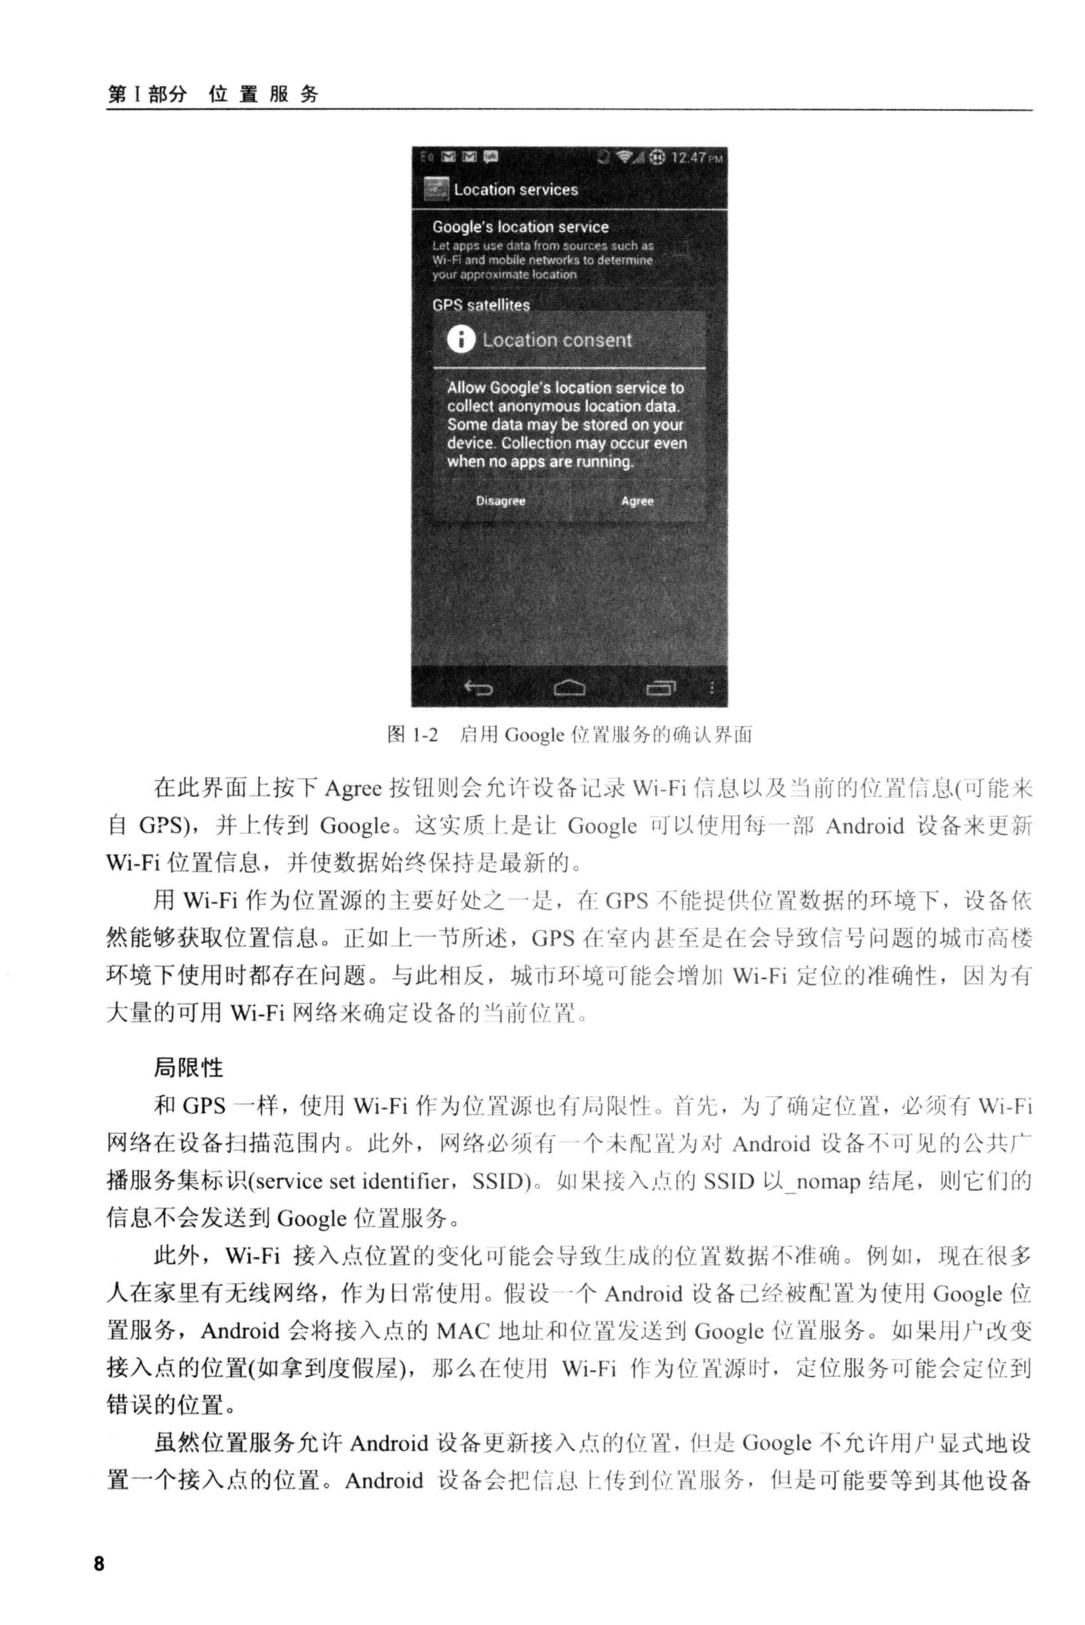 第 I 部分 位 置 服 务
12:47 PM
Location services
Google's location service
Let apps use data from sources such as
Wi-Fi and mobile networks to determine
your approximate location
GPS satellites
Location consent
Allow Google's location service to
collect anonymous location data.
Some data may be stored on your
device. Collection may occur even
when no apps are running.
Disagree Agree
图 1-2 启用 Google 位置服务的确认界面
在此界面上按下 Agree 按钮则会允许设备记录 Wi-Fi 信息以及当前的位置信息(可能来
自 GPS)，并上传到 Google。这实质上是让 Google 可以使用每一部 Android 设备来更新
Wi-Fi 位置信息，并使数据始终保持是最新的。
用 Wi-Fi 作为位置源的主要好处之一是，在 GPS 不能提供位置数据的环境下，设备依
然能够获取位置信息。正如上一节所述，GPS 在室内甚至是在会导致信号问题的城市高楼
环境下使用时都存在问题。与此相反，城市环境可能会增加 Wi-Fi 定位的准确性，因为有
大量的可用 Wi-Fi 网络来确定设备的当前位置。
局限性
和 GPS 一样，使用 Wi-Fi 作为位置源也有局限性。首先，为了确定位置，必须有 Wi-Fi
网络在设备扫描范围内。此外，网络必须有一个未配置为对 Android 设备不可见的公共广
播服务集标识(service set identifier，SSID)。如果接入点的 SSID 以_nomap 结尾，则它们的
信息不会发送到 Google 位置服务。
此外，Wi-Fi 接入点位置的变化可能会导致生成的位置数据不准确。例如，现在很多
人在家里有无线网络，作为日常使用。假设一个 Android 设备已经被配置为使用 Google 位
置服务，Android 会将接入点的 MAC 地址和位置发送到 Google 位置服务。如果用户改变
接入点的位置(如拿到度假屋)，那么在使用 Wi-Fi 作为位置源时，定位服务可能会定位到
错误的位置。
虽然位置服务允许 Android 设备更新接入点的位置，但是 Google 不允许用户显式地设
置一个接入点的位置。Android 设备会把信息上传到位置服务，但是可能要等到其他设备
8